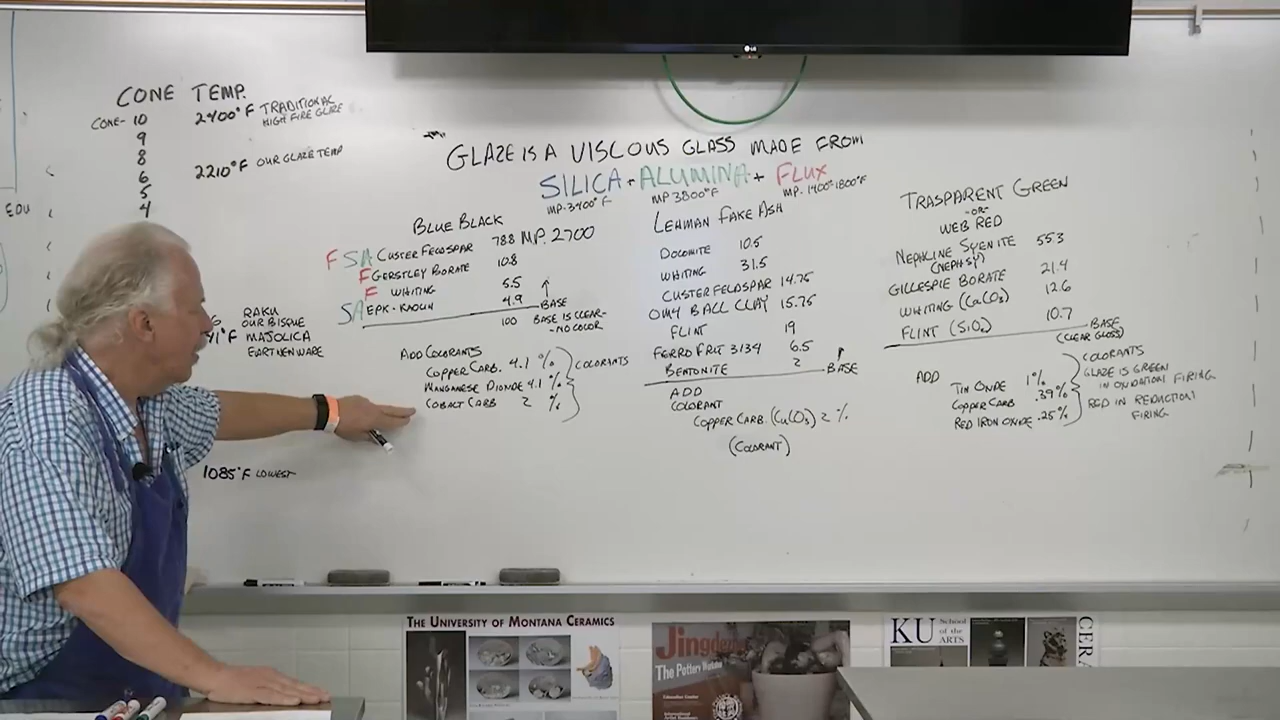 CONE TEMP.
CONE- 10 2400°F TRADITIONAL HIGH FIRE GLAZE
9
8
6 2210°F OUR GLAZE TEMP
5
4
EDU
RAKU
OUR BISQUE
MAJOLICA
EARTHENWARE
1085°F LOWEST
GLAZE IS A VISCOUS GLASS MADE FROM
SILICA + ALUMINA + FLUX
MP-3400°F MP 3800°F MP. 1400°-1800°F
BLUE BLACK
F S A CUSTER FELDSPAR 78.8 M.P. 2700
F GERSTLEY BORATE 10.8
F WHITING 5.5
SA EPK-KAOLIN 4.9 BASE
100 BASE IS CLEAR-
-NO COLOR
ADD COLORANTS
COPPER CARB. 4.1 % COLORANTS
MANGANESE DIOXIDE 4.1 %
COBALT CARB 2 %
LEHMAN FAKE ASH
DOLOMITE 10.5
WHITING 31.5
CUSTER FELDSPAR 14.75
OM4 BALL CLAY 15.75
FLINT 19
FERRO FRIT 3134 6.5
BENTONITE 2 BASE
ADD
COLORANT
COPPER CARB. (CuCO3) 2 %
(COLORANT)
TRASPARENT GREEN
-OR-
WEB RED
NEPHLINE SYENITE 55.3
(NEPH SY)
GILLESPIE BORATE 21.4
WHITING (CaCO3) 12.6
FLINT (SiO2) 10.7
BASE
(CLEAR GLOSS)
ADD
TIN OXIDE 1%
COPPER CARB .39%
RED IRON OXIDE .25%
COLORANTS
GLAZE IS GREEN
IN OXIDATION FIRING
RED IN REDUCTION
FIRING
LG
THE UNIVERSITY OF MONTANA CERAMICS
The Pottery Workshop
KU School of the ARTS
CERA